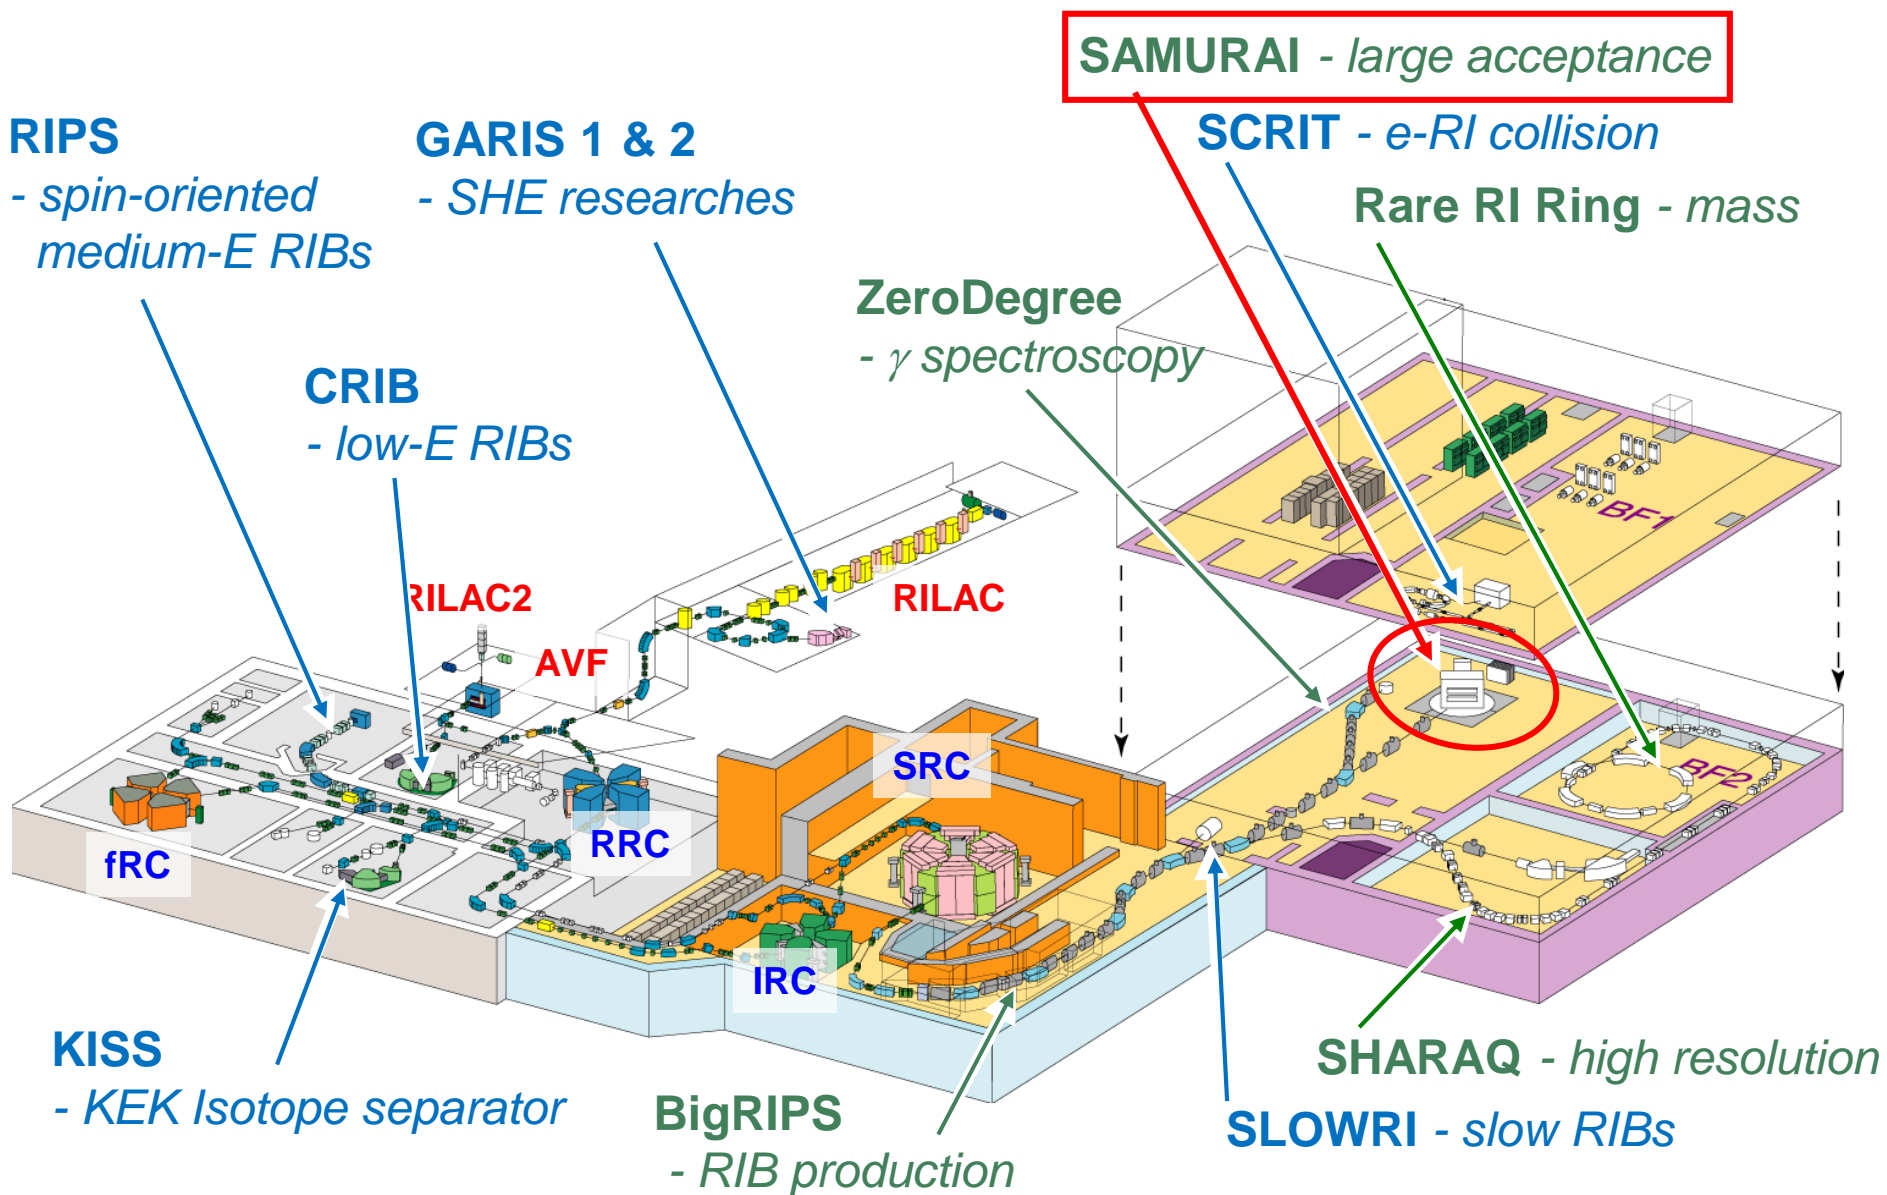 SAMURAI - large acceptance
RIPS
- spin-oriented
medium-E RIBs
GARIS 1 & 2
- SHE researches
SCRIT - e-RI collision
Rare RI Ring - mass
ZeroDegree
- γ spectroscopy
CRIB
- low-E RIBs
BF1
RILAC2
RILAC
AVF
SRC
BF2
RRC
fRC
IRC
KISS
- KEK Isotope separator
SHARAQ - high resolution
BigRIPS
- RIB production
SLOWRI - slow RIBs